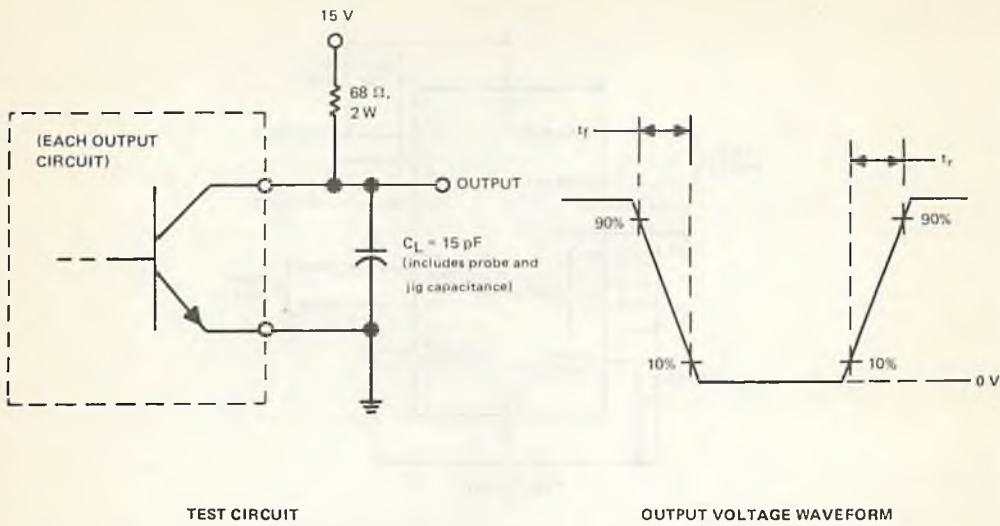 15 V
68 Ω,
2 W
(EACH OUTPUT
CIRCUIT)
OUTPUT
C_L = 15 pF
(includes probe and
jig capacitance)
TEST CIRCUIT
t_f
t_r
90%
90%
10%
10%
0 V
OUTPUT VOLTAGE WAVEFORM